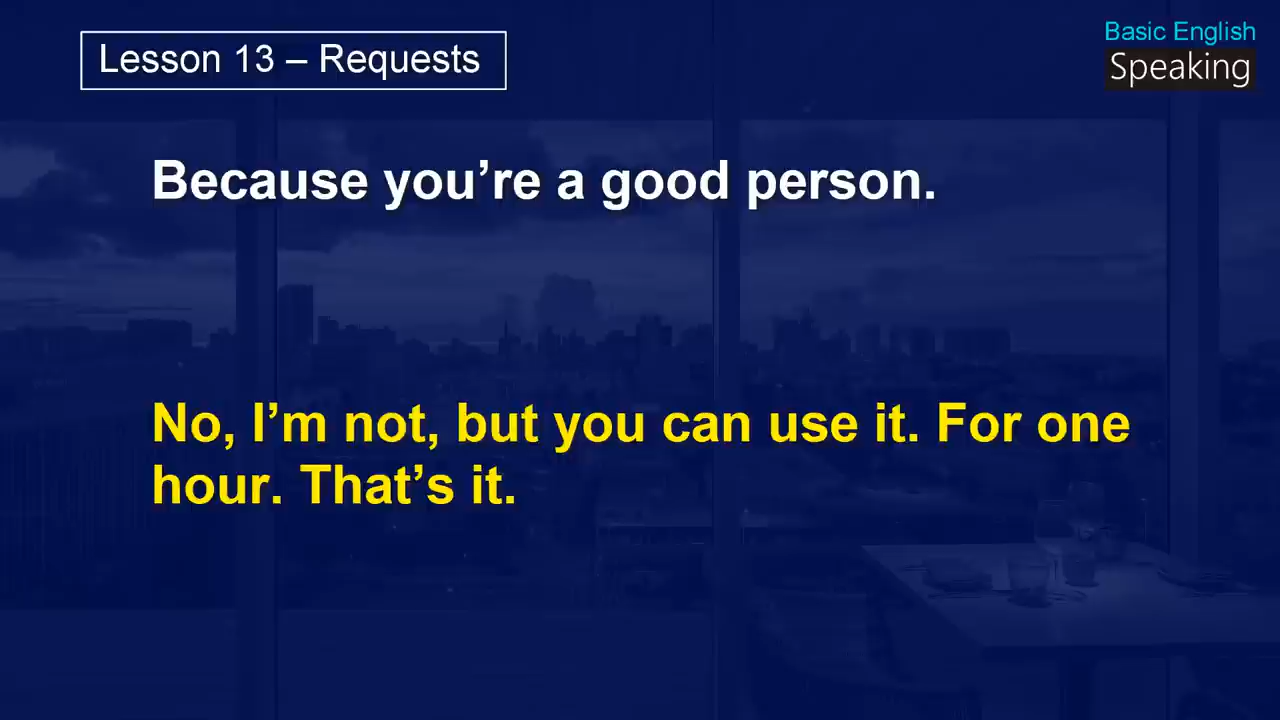 Lesson 13 – Requests
Basic English
Speaking
Because you’re a good person.
No, I’m not, but you can use it. For one
hour. That’s it.